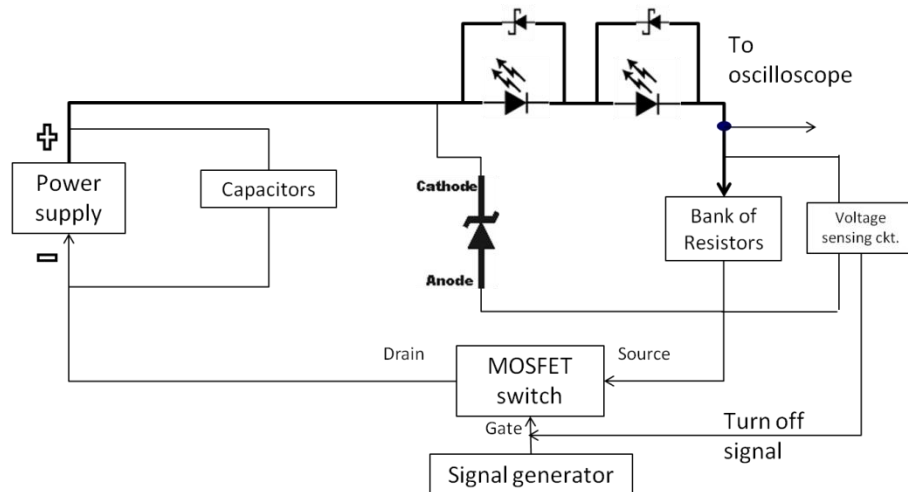 To
oscilloscope
+
Power
supply
Capacitors
Cathode
Bank of
Resistors
Voltage
sensing ckt.
−
Anode
Drain
MOSFET
switch
Source
Gate
Turn off
signal
Signal generator